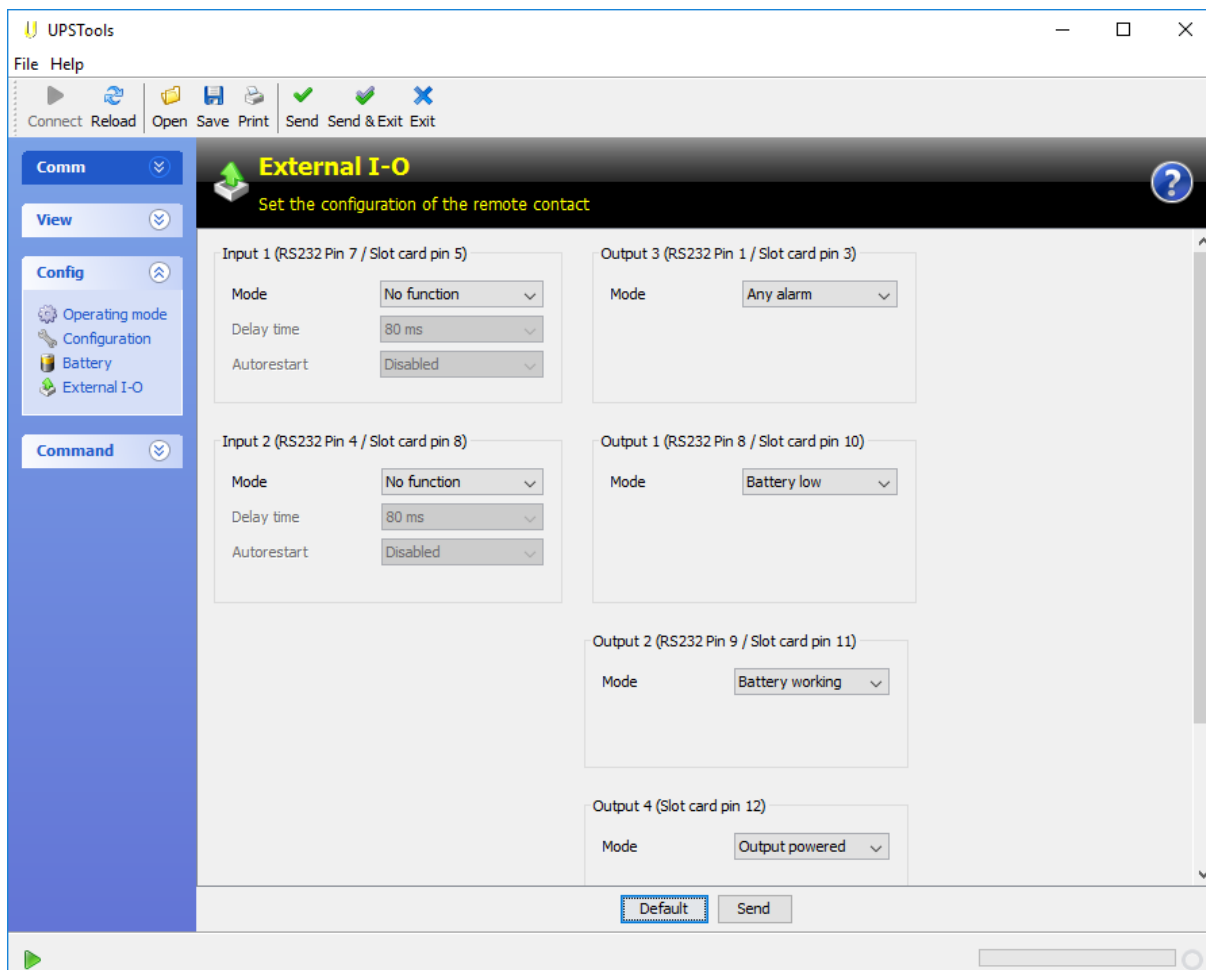 UPSTools
File Help
Connect Reload Open Save Print Send Send & Exit Exit
Comm
View
Config
Operating mode
Configuration
Battery
External I-O
Command
External I-O
Set the configuration of the remote contact
?
Input 1 (RS232 Pin 7 / Slot card pin 5)
Mode No function
Delay time 80 ms
Autorestart Disabled
Output 3 (RS232 Pin 1 / Slot card pin 3)
Mode Any alarm
Input 2 (RS232 Pin 4 / Slot card pin 8)
Mode No function
Delay time 80 ms
Autorestart Disabled
Output 1 (RS232 Pin 8 / Slot card pin 10)
Mode Battery low
Output 2 (RS232 Pin 9 / Slot card pin 11)
Mode Battery working
Output 4 (Slot card pin 12)
Mode Output powered
Default Send